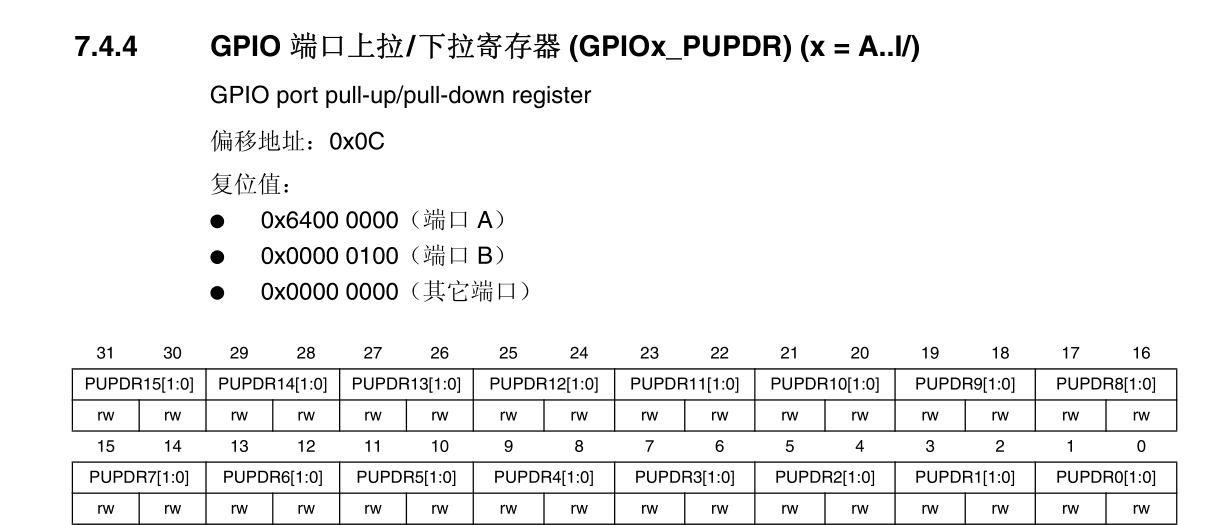 7.4.4 GPIO 端口上拉/下拉寄存器 (GPIOx_PUPDR) (x = A..I/)
GPIO port pull-up/pull-down register
偏移地址：0x0C
复位值：
● 0x6400 0000（端口 A）
● 0x0000 0100（端口 B）
● 0x0000 0000（其它端口）
31 30 29 28 27 26 25 24 23 22 21 20 19 18 17 16
PUPDR15[1:0] PUPDR14[1:0] PUPDR13[1:0] PUPDR12[1:0] PUPDR11[1:0] PUPDR10[1:0] PUPDR9[1:0] PUPDR8[1:0]
rw rw rw rw rw rw rw rw rw rw rw rw rw rw rw rw
15 14 13 12 11 10 9 8 7 6 5 4 3 2 1 0
PUPDR7[1:0] PUPDR6[1:0] PUPDR5[1:0] PUPDR4[1:0] PUPDR3[1:0] PUPDR2[1:0] PUPDR1[1:0] PUPDR0[1:0]
rw rw rw rw rw rw rw rw rw rw rw rw rw rw rw rw